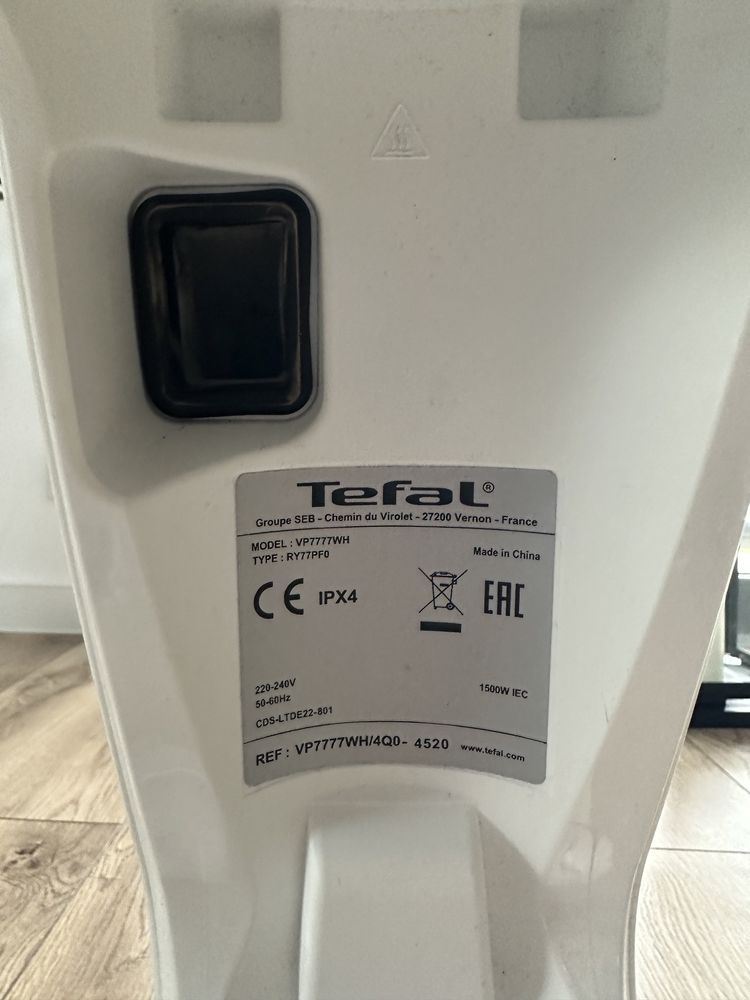 Tefal®
Groupe SEB - Chemin du Virolet - 27200 Vernon - France
MODEL : VP7777WH
TYPE : RY77PF0
Made in China
CE IPX4
EAC
220-240V
50-60Hz
1500W IEC
CDS-LTDE22-801
REF : VP7777WH/4Q0- 4520 www.tefal.com